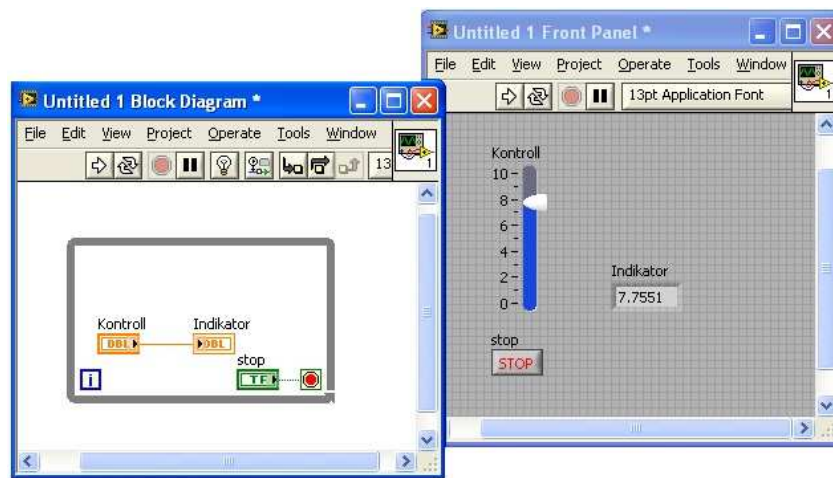 Untitled 1 Front Panel *
File Edit View Project Operate Tools Window
13pt Application Font
1
Kontroll
10
8
6
4
2
0
Indikator
7.7551
stop
STOP
Untitled 1 Block Diagram *
File Edit View Project Operate Tools Window
13
1
Kontroll
DBL
Indikator
DBL
stop
TF
i